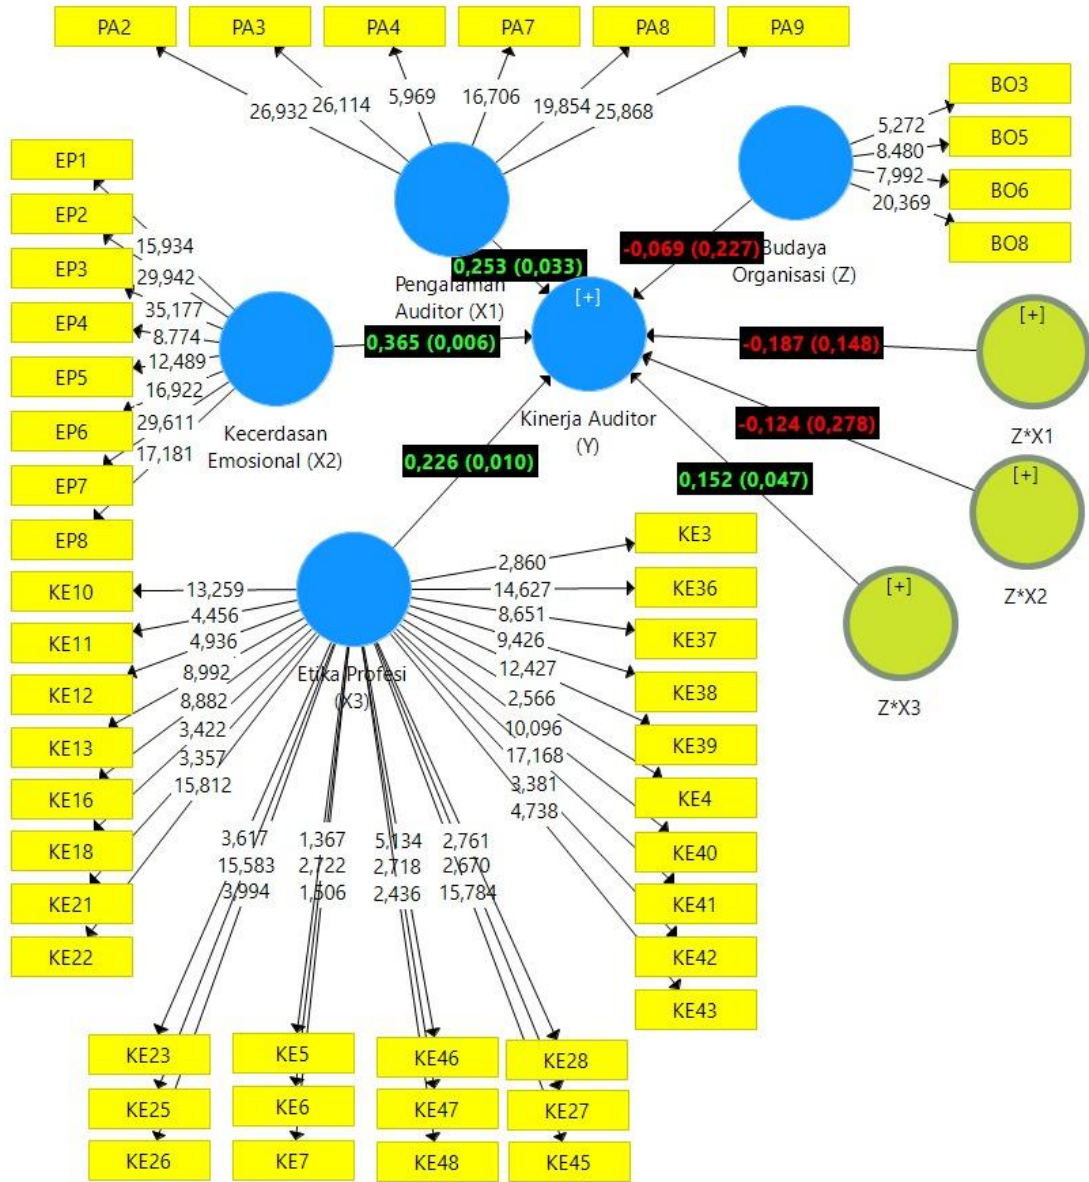 PA2
PA3
PA4
PA7
PA8
PA9
26,932
26,114
5,969
16,706
19,854
25,868
BO3
BO5
BO6
BO8
5,272
8.480
7,992
20,369
EP1
EP2
EP3
EP4
EP5
EP6
EP7
EP8
15,934
29,942
35,177
8.774
12,489
16,922
29,611
17,181
Pengalaman
Auditor (X1)
0,253 (0,033)
-0,069 (0,227)
Budaya
Organisasi (Z)
[+]
0,365 (0,006)
Kecerdasan
Emosional (X2)
Kinerja Auditor
(Y)
0,226 (0,010)
-0,187 (0,148)
-0,124 (0,278)
0,152 (0,047)
[+]
Z*X1
[+]
Z*X2
[+]
Z*X3
Etika Profesi
(X3)
KE10
KE11
KE12
KE13
KE16
KE18
KE21
KE22
13,259
4,456
4,936
8,992
8,882
3,422
3,357
15,812
2,860
14,627
8,651
9,426
12,427
2,566
10,096
17,168
3,381
4,738
KE3
KE36
KE37
KE38
KE39
KE4
KE40
KE41
KE42
KE43
3,617
15,583
3,994
1,367
2,722
1,506
5,134
2,718
2,436
2,761
2,670
15,784
KE23
KE25
KE26
KE5
KE6
KE7
KE46
KE47
KE48
KE28
KE27
KE45